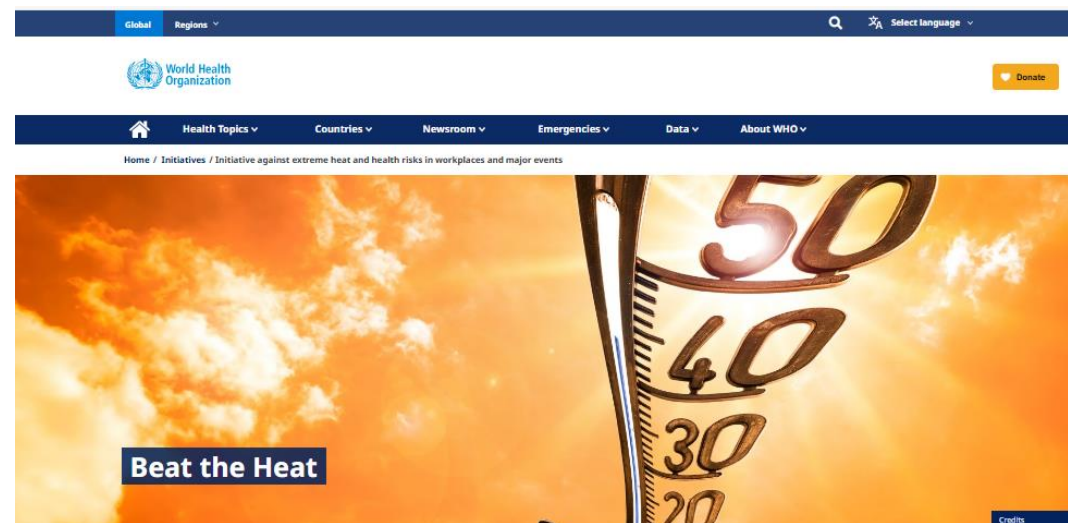 Global Regions Select language
World Health
Organization
Donate
Health Topics Countries Newsroom Emergencies Data About WHO
Home / Initiatives / Initiative against extreme heat and health risks in workplaces and major events
50
40
30
20
Beat the Heat
Credits